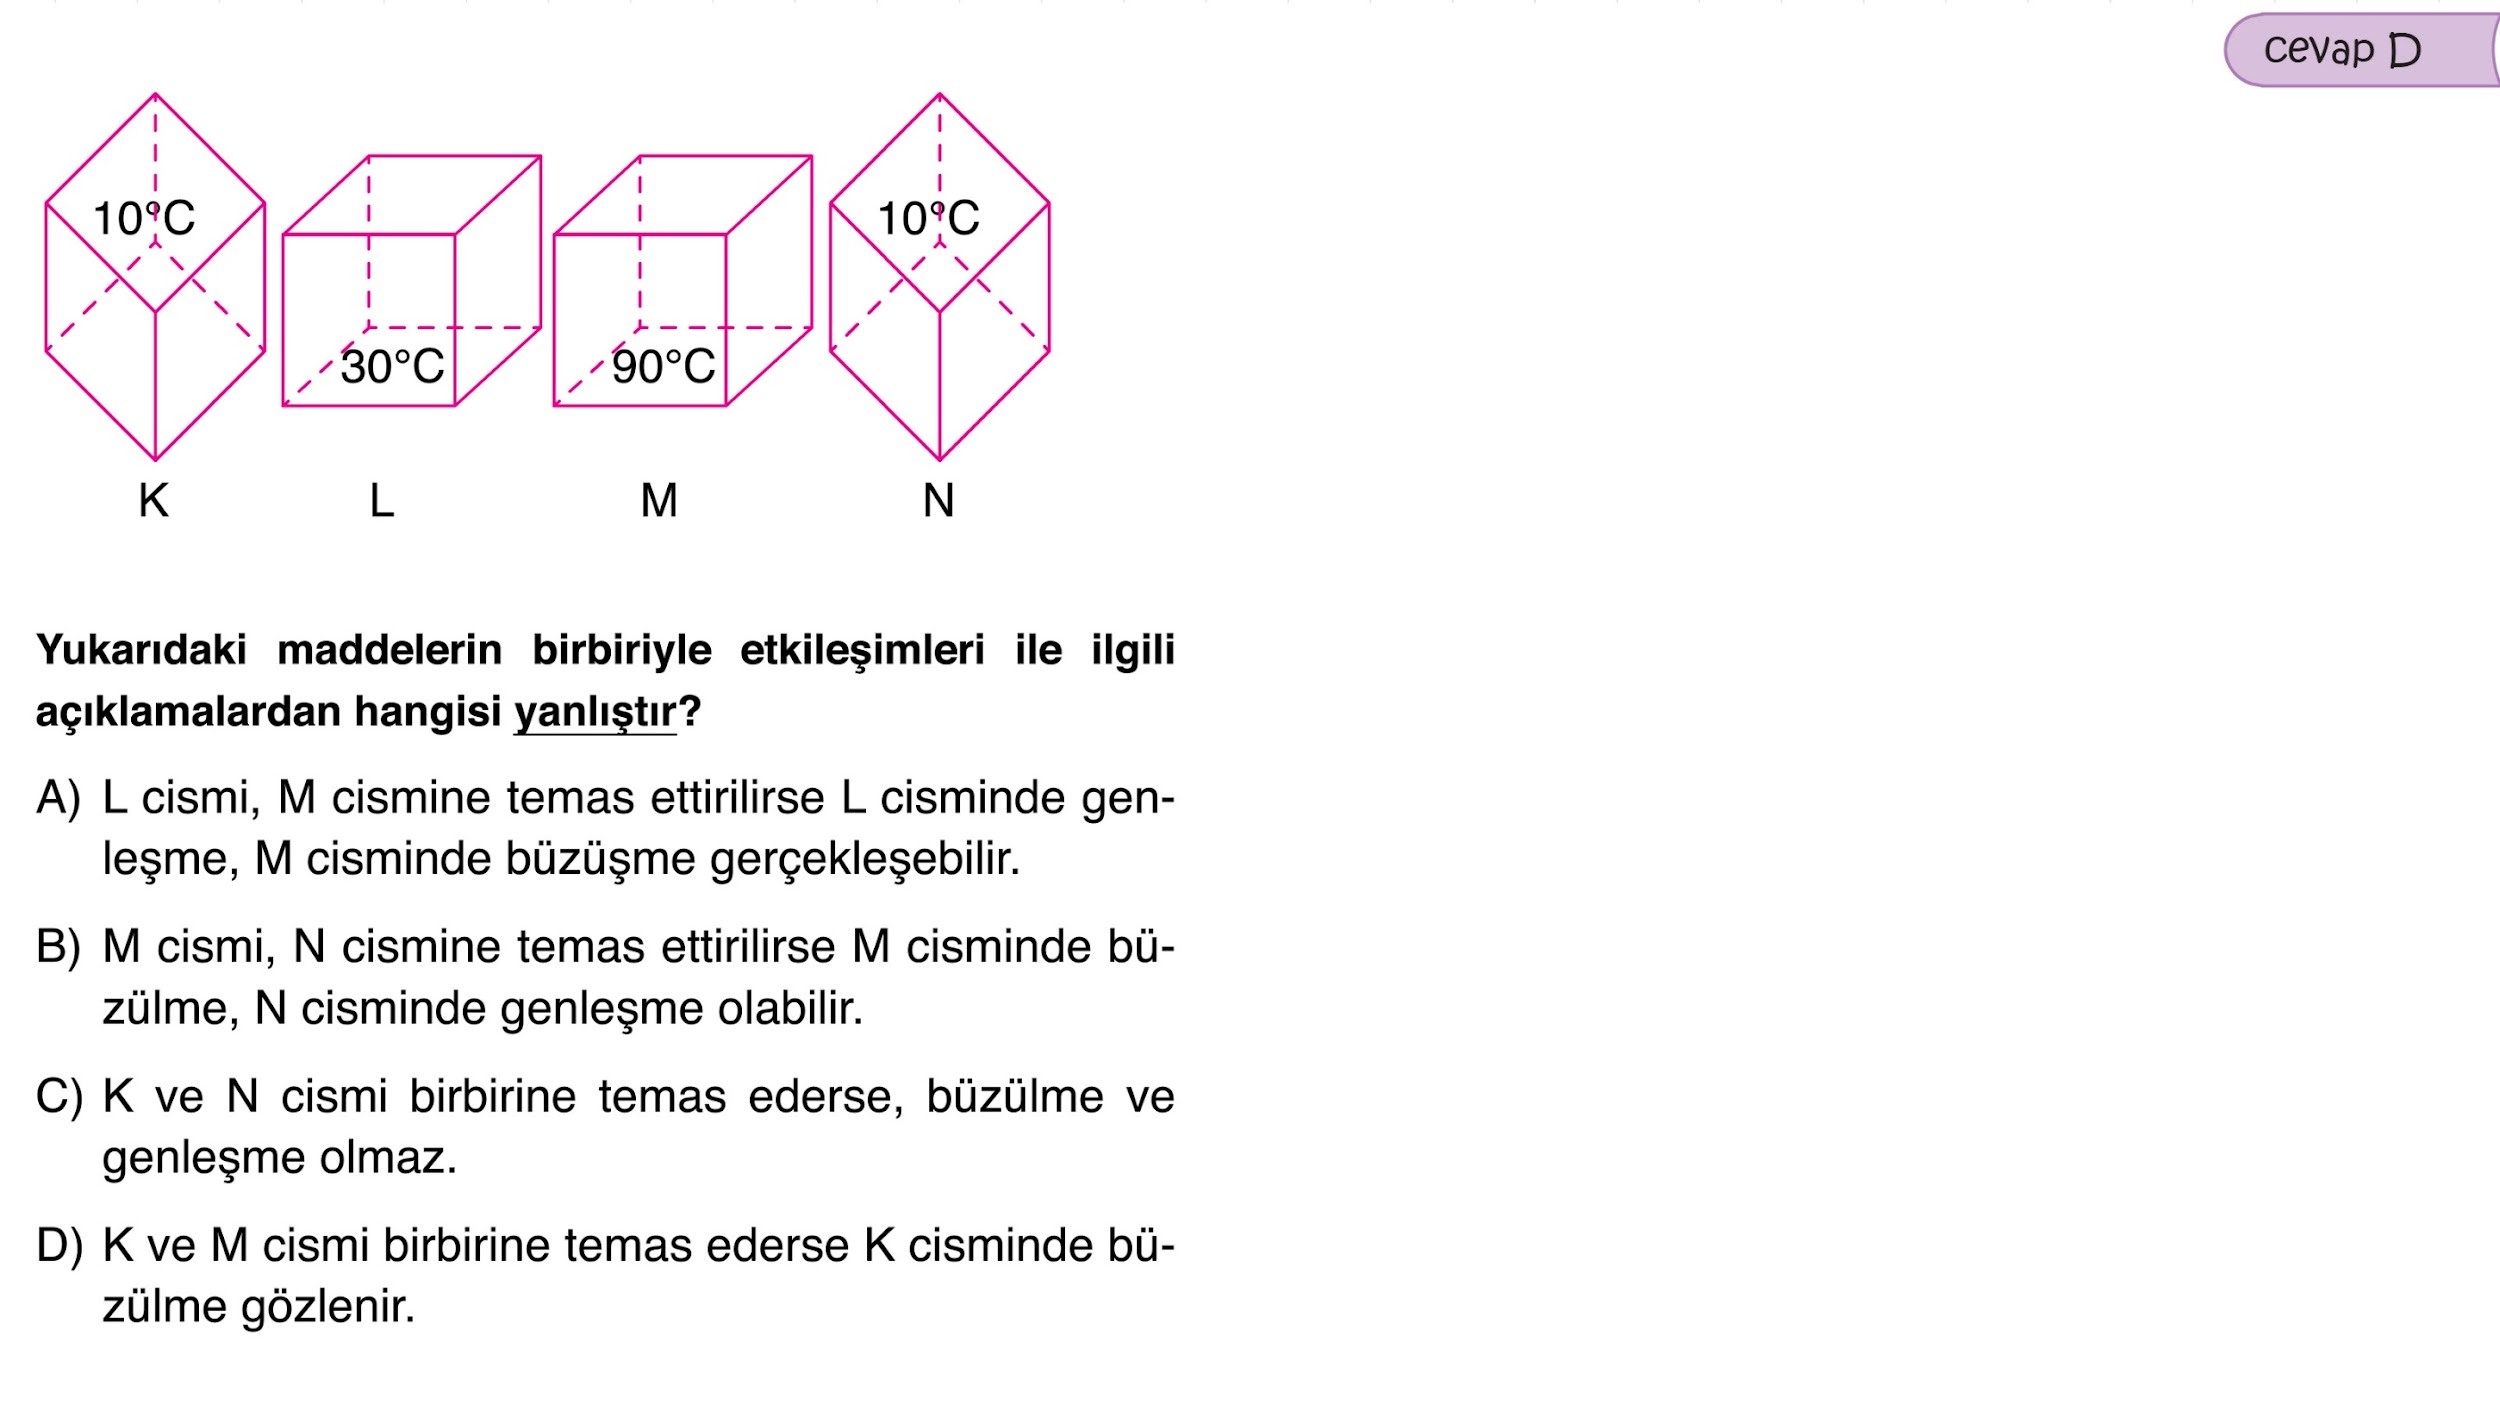 cevap D
10°C
30°C
90°C
10°C
K
L
M
N
Yukarıdaki maddelerin birbiriyle etkileşimleri ile ilgili
açıklamalardan hangisi yanlıştır?
A) L cismi, M cismine temas ettirilirse L cisminde gen-
leşme, M cisminde büzüşme gerçekleşebilir.
B) M cismi, N cismine temas ettirilirse M cisminde bü-
zülme, N cisminde genleşme olabilir.
C) K ve N cismi birbirine temas ederse, büzülme ve
genleşme olmaz.
D) K ve M cismi birbirine temas ederse K cisminde bü-
zülme gözlenir.